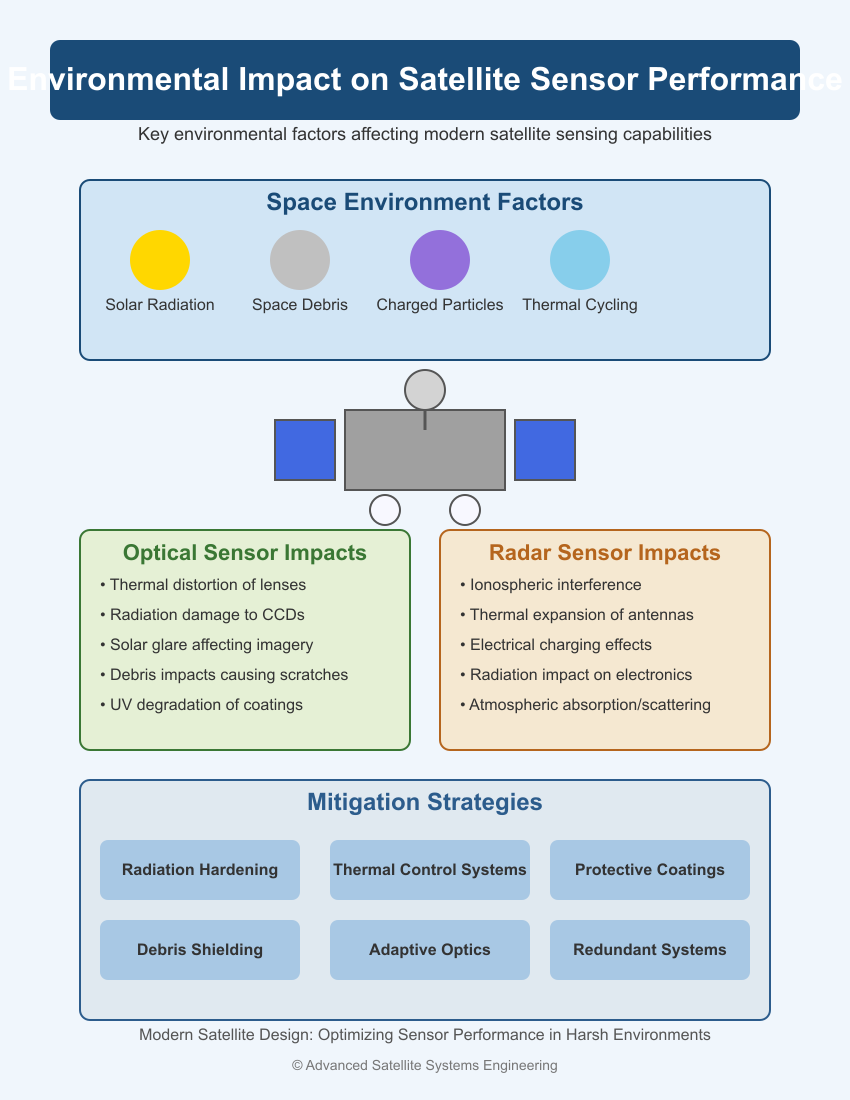 Environmental Impact on Satellite Sensor Performance
Key environmental factors affecting modern satellite sensing capabilities
Space Environment Factors
Solar Radiation
Space Debris
Charged Particles
Thermal Cycling
Optical Sensor Impacts
• Thermal distortion of lenses
• Radiation damage to CCDs
• Solar glare affecting imagery
• Debris impacts causing scratches
• UV degradation of coatings
Radar Sensor Impacts
• Ionospheric interference
• Thermal expansion of antennas
• Electrical charging effects
• Radiation impact on electronics
• Atmospheric absorption/scattering
Mitigation Strategies
Radiation Hardening
Thermal Control Systems
Protective Coatings
Debris Shielding
Adaptive Optics
Redundant Systems
Modern Satellite Design: Optimizing Sensor Performance in Harsh Environments
© Advanced Satellite Systems Engineering